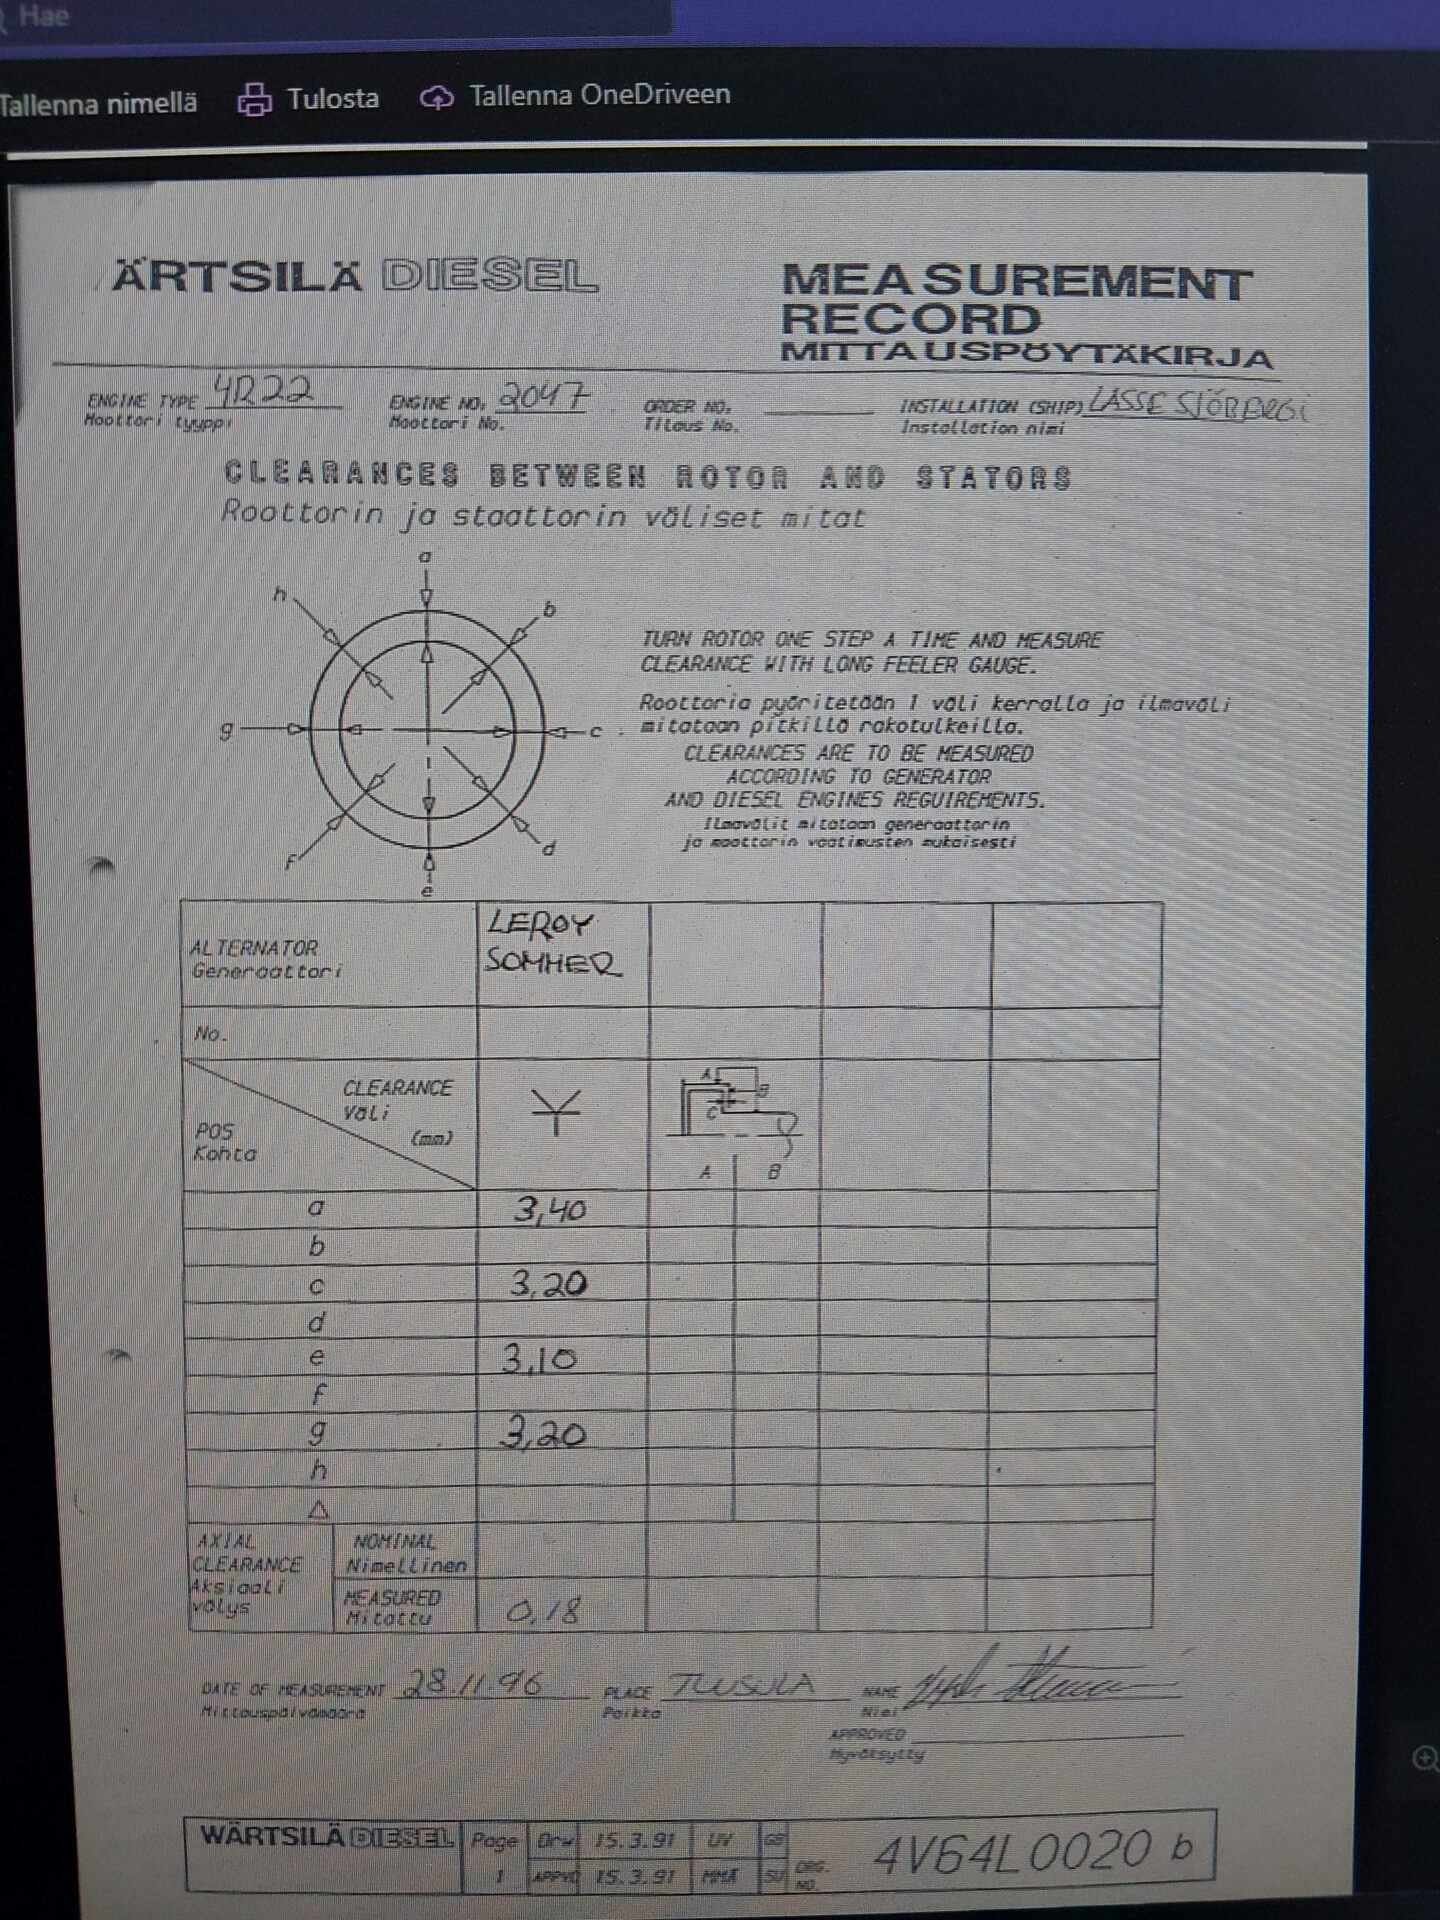 Hae
Tallenna nimellä Tulosta Tallenna OneDriveen
ÄRTSILÄ DIESEL
MEASUREMENT
RECORD
MITTAUSPÖYTÄKIRJA
ENGINE TYPE 4R22 ENGINE NO. 2047 ORDER NO. INSTALLATION (SHIP) LASSE SJÖBERGI
Moottori tyyppi Moottori No. Tilaus No. Installation nimi
CLEARANCES BETWEEN ROTOR AND STATORS
Roottorin ja staattorin väliset mitat
a
h b
g c
f d
e
TURN ROTOR ONE STEP A TIME AND MEASURE
CLEARANCE WITH LONG FEELER GAUGE.
Roottoria pyöritetään 1 väli kerralla ja ilmaväli
mitataan pitkillä rakotulkeilla.
CLEARANCES ARE TO BE MEASURED
ACCORDING TO GENERATOR
AND DIESEL ENGINES REGUIREMENTS.
Ilmavälit mitataan generaattorin
ja moottorin vaatimusten mukaisesti
ALTERNATOR LEROY
Generaattori SOMMER
No.
CLEARANCE
Väli
(mm)
POS
Kohta
A
B
C
A B
a 3,40
b
c 3,20
d
e 3,10
f
g 3,20
h
Δ
AXIAL NOMINAL
CLEARANCE Nimellinen
Aksiaali MEASURED
välys Mitattu 0,18
DATE OF MEASUREMENT 28.11.96 PLACE TUUSULA NAME
Mittauspäivämäärä Paikka Nimi
APPROVED
Hyväksytty
WÄRTSILÄ DIESEL Page Drw 15.3.91 UV GS
1 APPVD 15.3.91 MMÄ SU DRG. NO. 4V64L0020 b